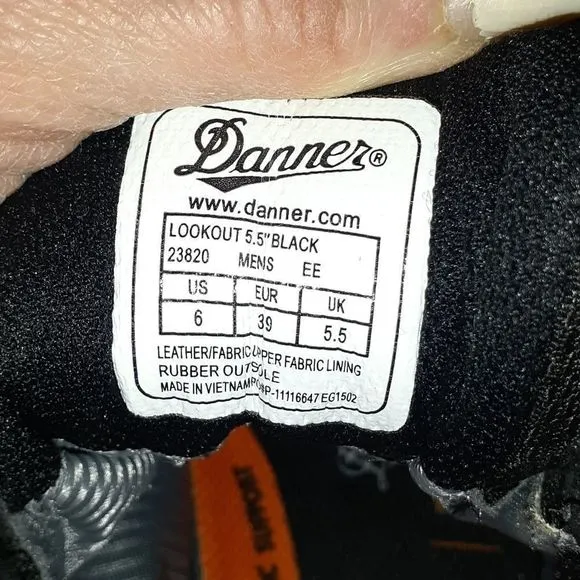 Danner®
www.danner.com
LOOKOUT 5.5" BLACK
23820 MENS EE
US EUR UK
6 39 5.5
LEATHER/FABRIC UPPER FABRIC LINING
RUBBER OUTSOLE
MADE IN VIETNAM -11116647 EG1502
SUPPORT